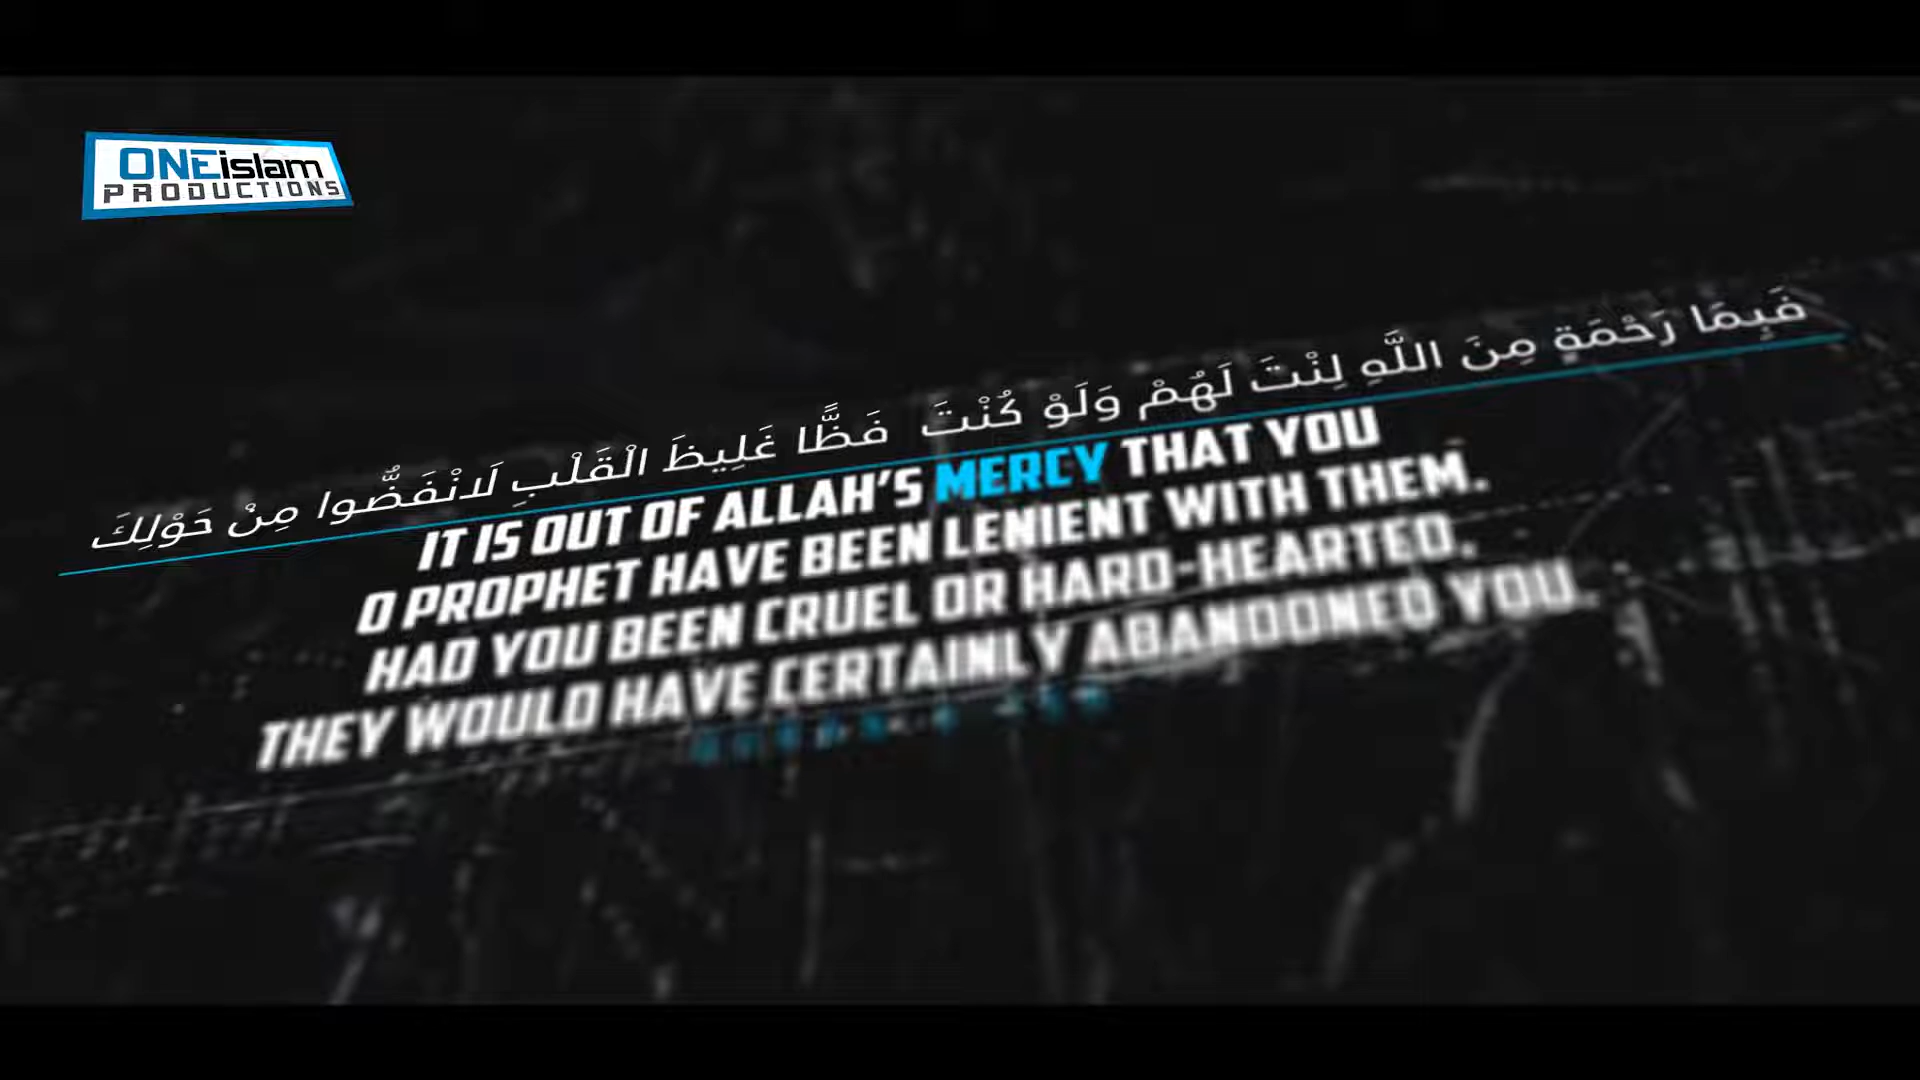 ONEislam
PRODUCTIONS
فَبِمَا رَحْمَةٍ مِنَ اللَّهِ لِنْتَ لَهُمْ وَلَوْ كُنْتَ فَظًّا غَلِيظَ الْقَلْبِ لَانْفَضُّوا مِنْ حَوْلِكَ
IT IS OUT OF ALLAH'S MERCY THAT YOU
O PROPHET HAVE BEEN LENIENT WITH THEM.
HAD YOU BEEN CRUEL OR HARD-HEARTED,
THEY WOULD HAVE CERTAINLY ABANDONED YOU.